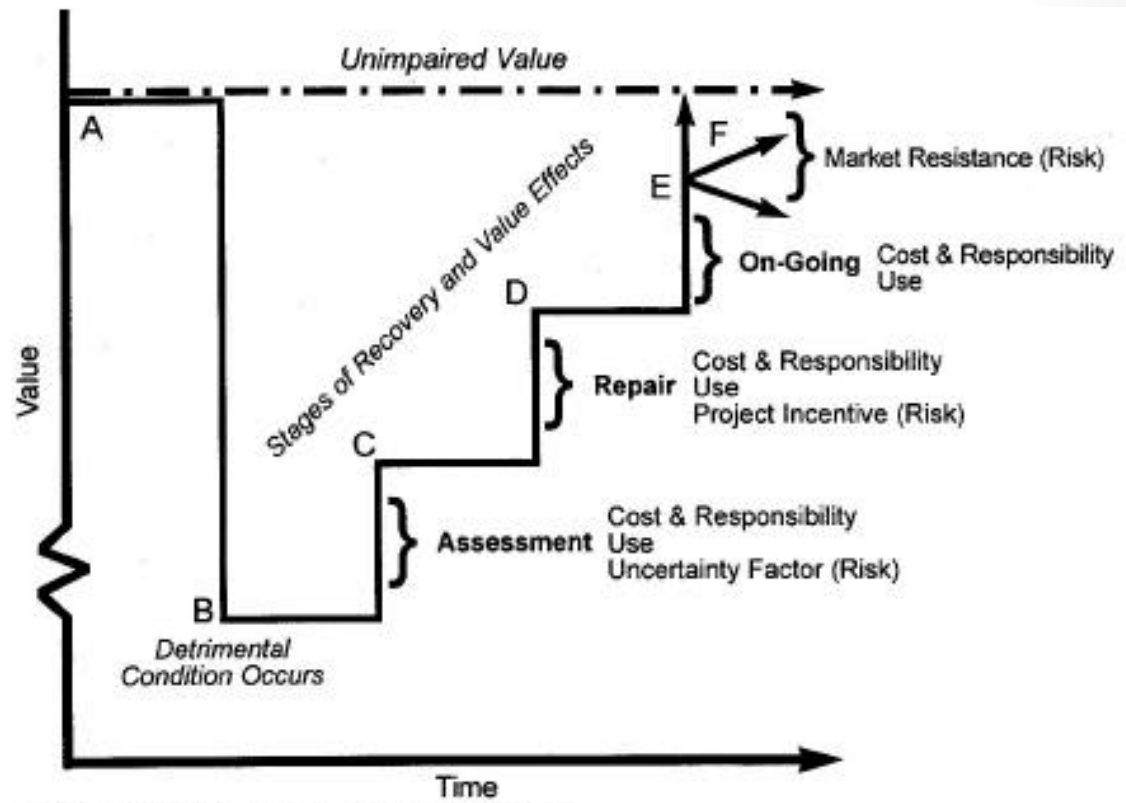 Unimpaired Value
A
F
Market Resistance (Risk)
E
On-Going Cost & Responsibility
Use
Stages of Recovery and Value Effects
D
Repair Cost & Responsibility
Use
Project Incentive (Risk)
Value
C
Assessment Cost & Responsibility
Use
Uncertainty Factor (Risk)
B
Detrimental
Condition Occurs
Time